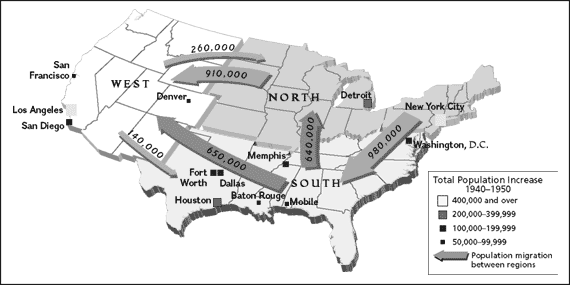 260,000
San
Francisco
WEST
910,000
NORTH
Denver
Detroit
New York City
Los Angeles
San Diego
140,000
650,000
640,000
980,000
Memphis
Washington, D.C.
Fort
Worth
Dallas
SOUTH
Houston
Baton Rouge
Mobile
Total Population Increase
1940–1950
400,000 and over
200,000–399,999
100,000–199,999
50,000–99,999
Population migration
between regions